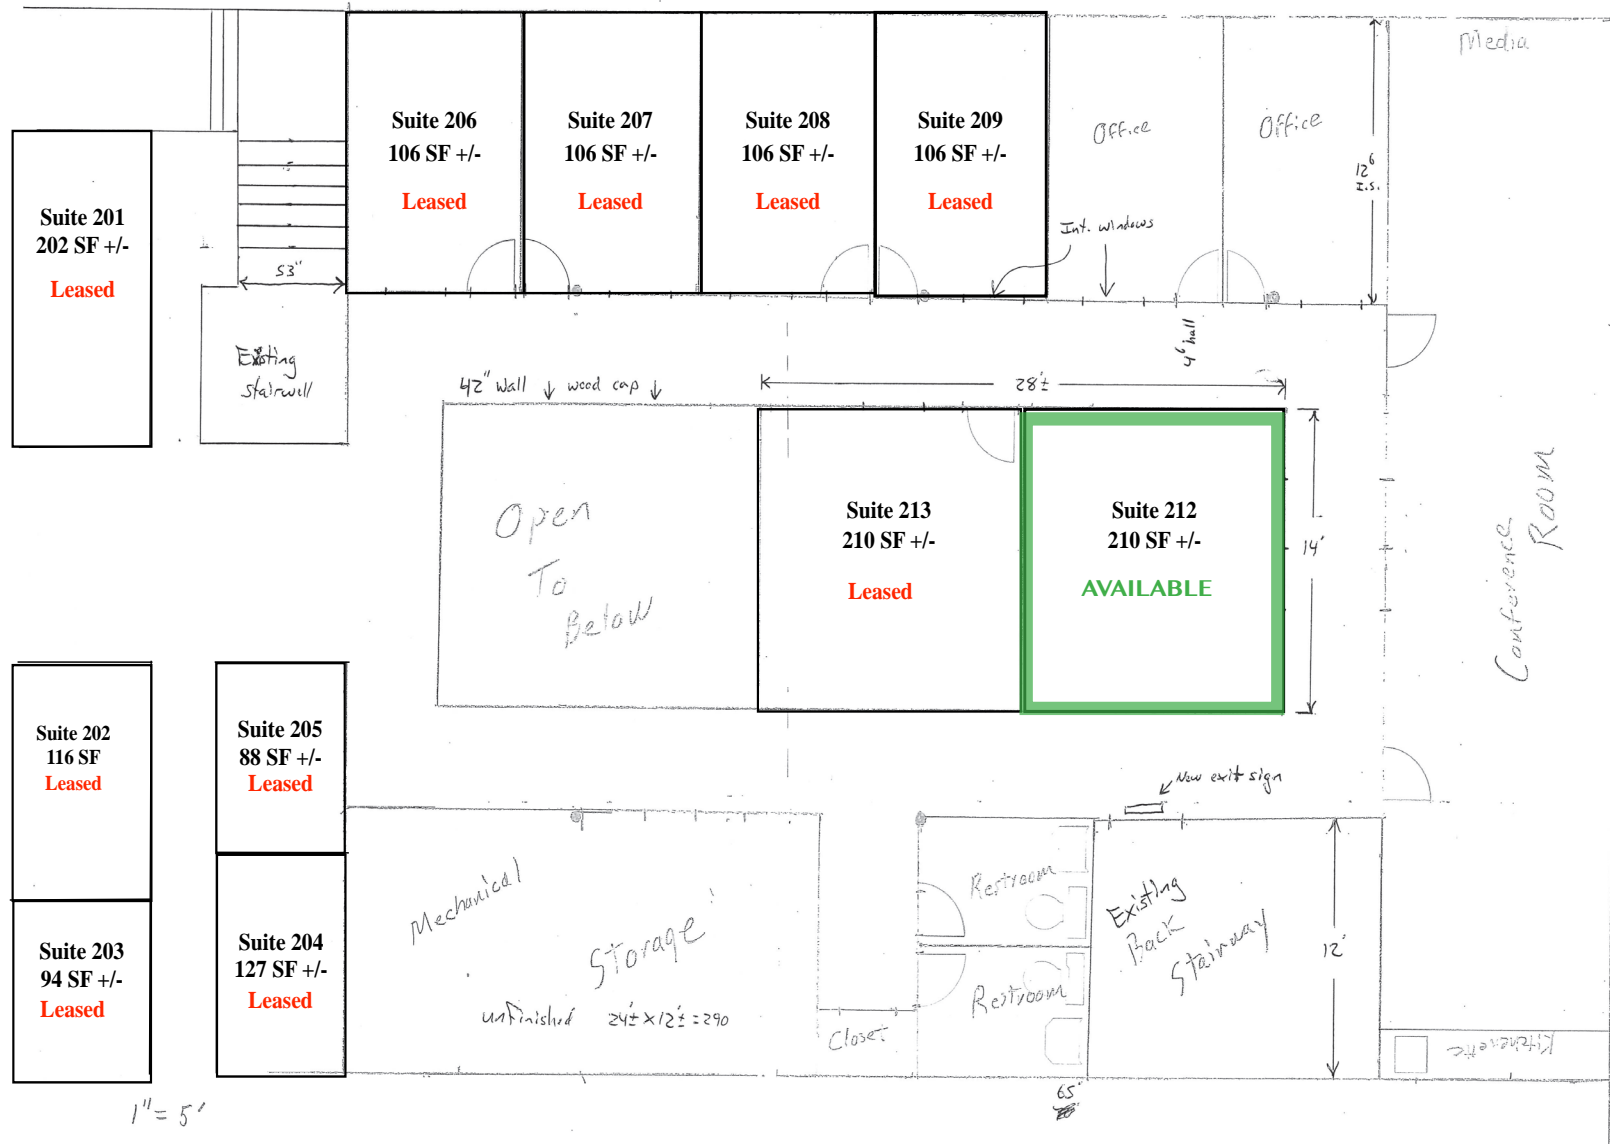 Media
Suite 206
106 SF +/-
Leased
Suite 207
106 SF +/-
Leased
Suite 208
106 SF +/-
Leased
Suite 209
106 SF +/-
Leased
Office
Office
12⁶
I.S.
Suite 201
202 SF +/-
Leased
53"
Int. windows
Existing
stairwell
4⁶ hall
42" wall ↓ wood cap ↓
28'±
Open
To
Below
Suite 213
210 SF +/-
Leased
Suite 212
210 SF +/-
AVAILABLE
14'
Conference
Room
Suite 202
116 SF
Leased
Suite 205
88 SF +/-
Leased
New exit sign
Mechanical
Storage
unfinished 24'± x 12'± = 290
Restroom
Restroom
Existing
Back
Stairway
12'
Suite 203
94 SF +/-
Leased
Suite 204
127 SF +/-
Leased
Closet
Kitchenette
1" = 5'
65'